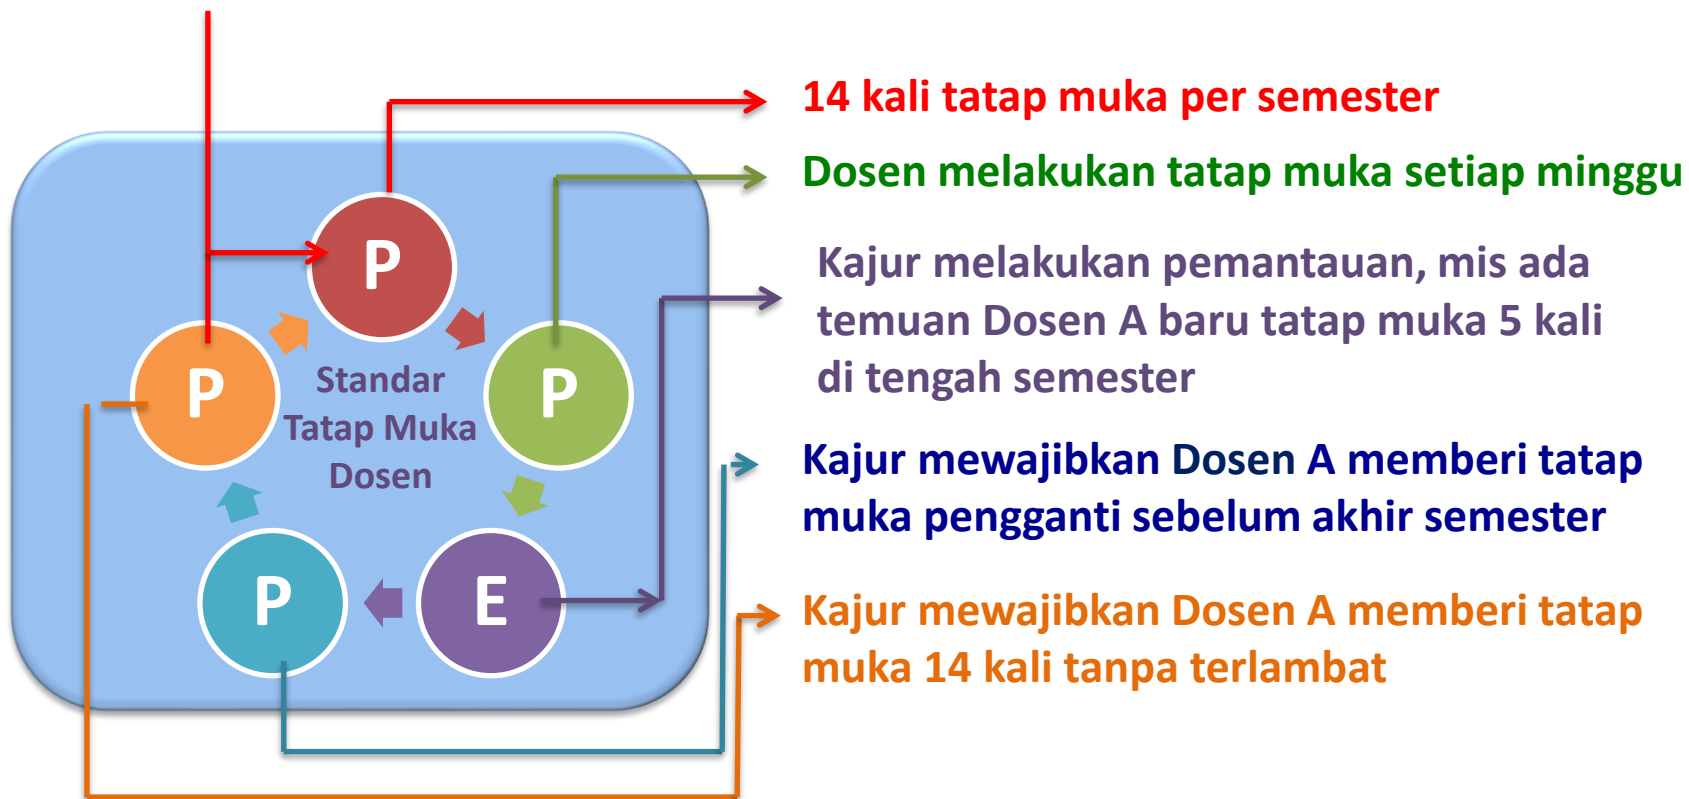 14 kali tatap muka per semester
Dosen melakukan tatap muka setiap minggu
Kajur melakukan pemantauan, mis ada
temuan Dosen A baru tatap muka 5 kali
di tengah semester
Kajur mewajibkan Dosen A memberi tatap
muka pengganti sebelum akhir semester
Kajur mewajibkan Dosen A memberi tatap
muka 14 kali tanpa terlambat
P
P
P
Standar
Tatap Muka
Dosen
P
E